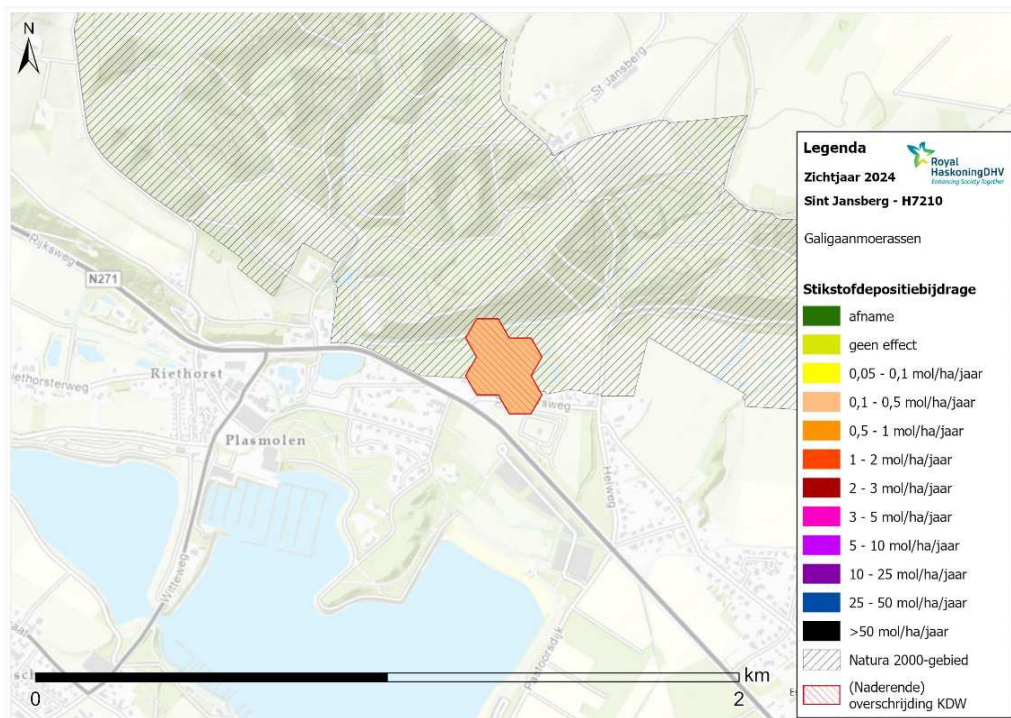 N
St Jansberg
Rijksweg
N271
Riethorst
Riethorsterweg
Plasmolen
Witteweg
Heiweg
Pastoorsdijk
0
2
km
Legenda
Royal
HaskoningDHV
Enhancing Society Together
Zichtjaar 2024
Sint Jansberg - H7210
Galigaanmoerassen
Stikstofdepositiebijdrage
afname
geen effect
0,05 - 0,1 mol/ha/jaar
0,1 - 0,5 mol/ha/jaar
0,5 - 1 mol/ha/jaar
1 - 2 mol/ha/jaar
2 - 3 mol/ha/jaar
3 - 5 mol/ha/jaar
5 - 10 mol/ha/jaar
10 - 25 mol/ha/jaar
25 - 50 mol/ha/jaar
>50 mol/ha/jaar
Natura 2000-gebied
(Naderende)
overschrijding KDW